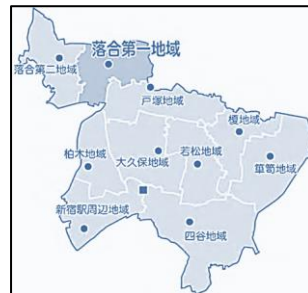 落合第一地域
落合第二地域
戸塚地域
榎地域
柏木地域
大久保地域
若松地域
箪笥地域
新宿駅周辺地域
四谷地域